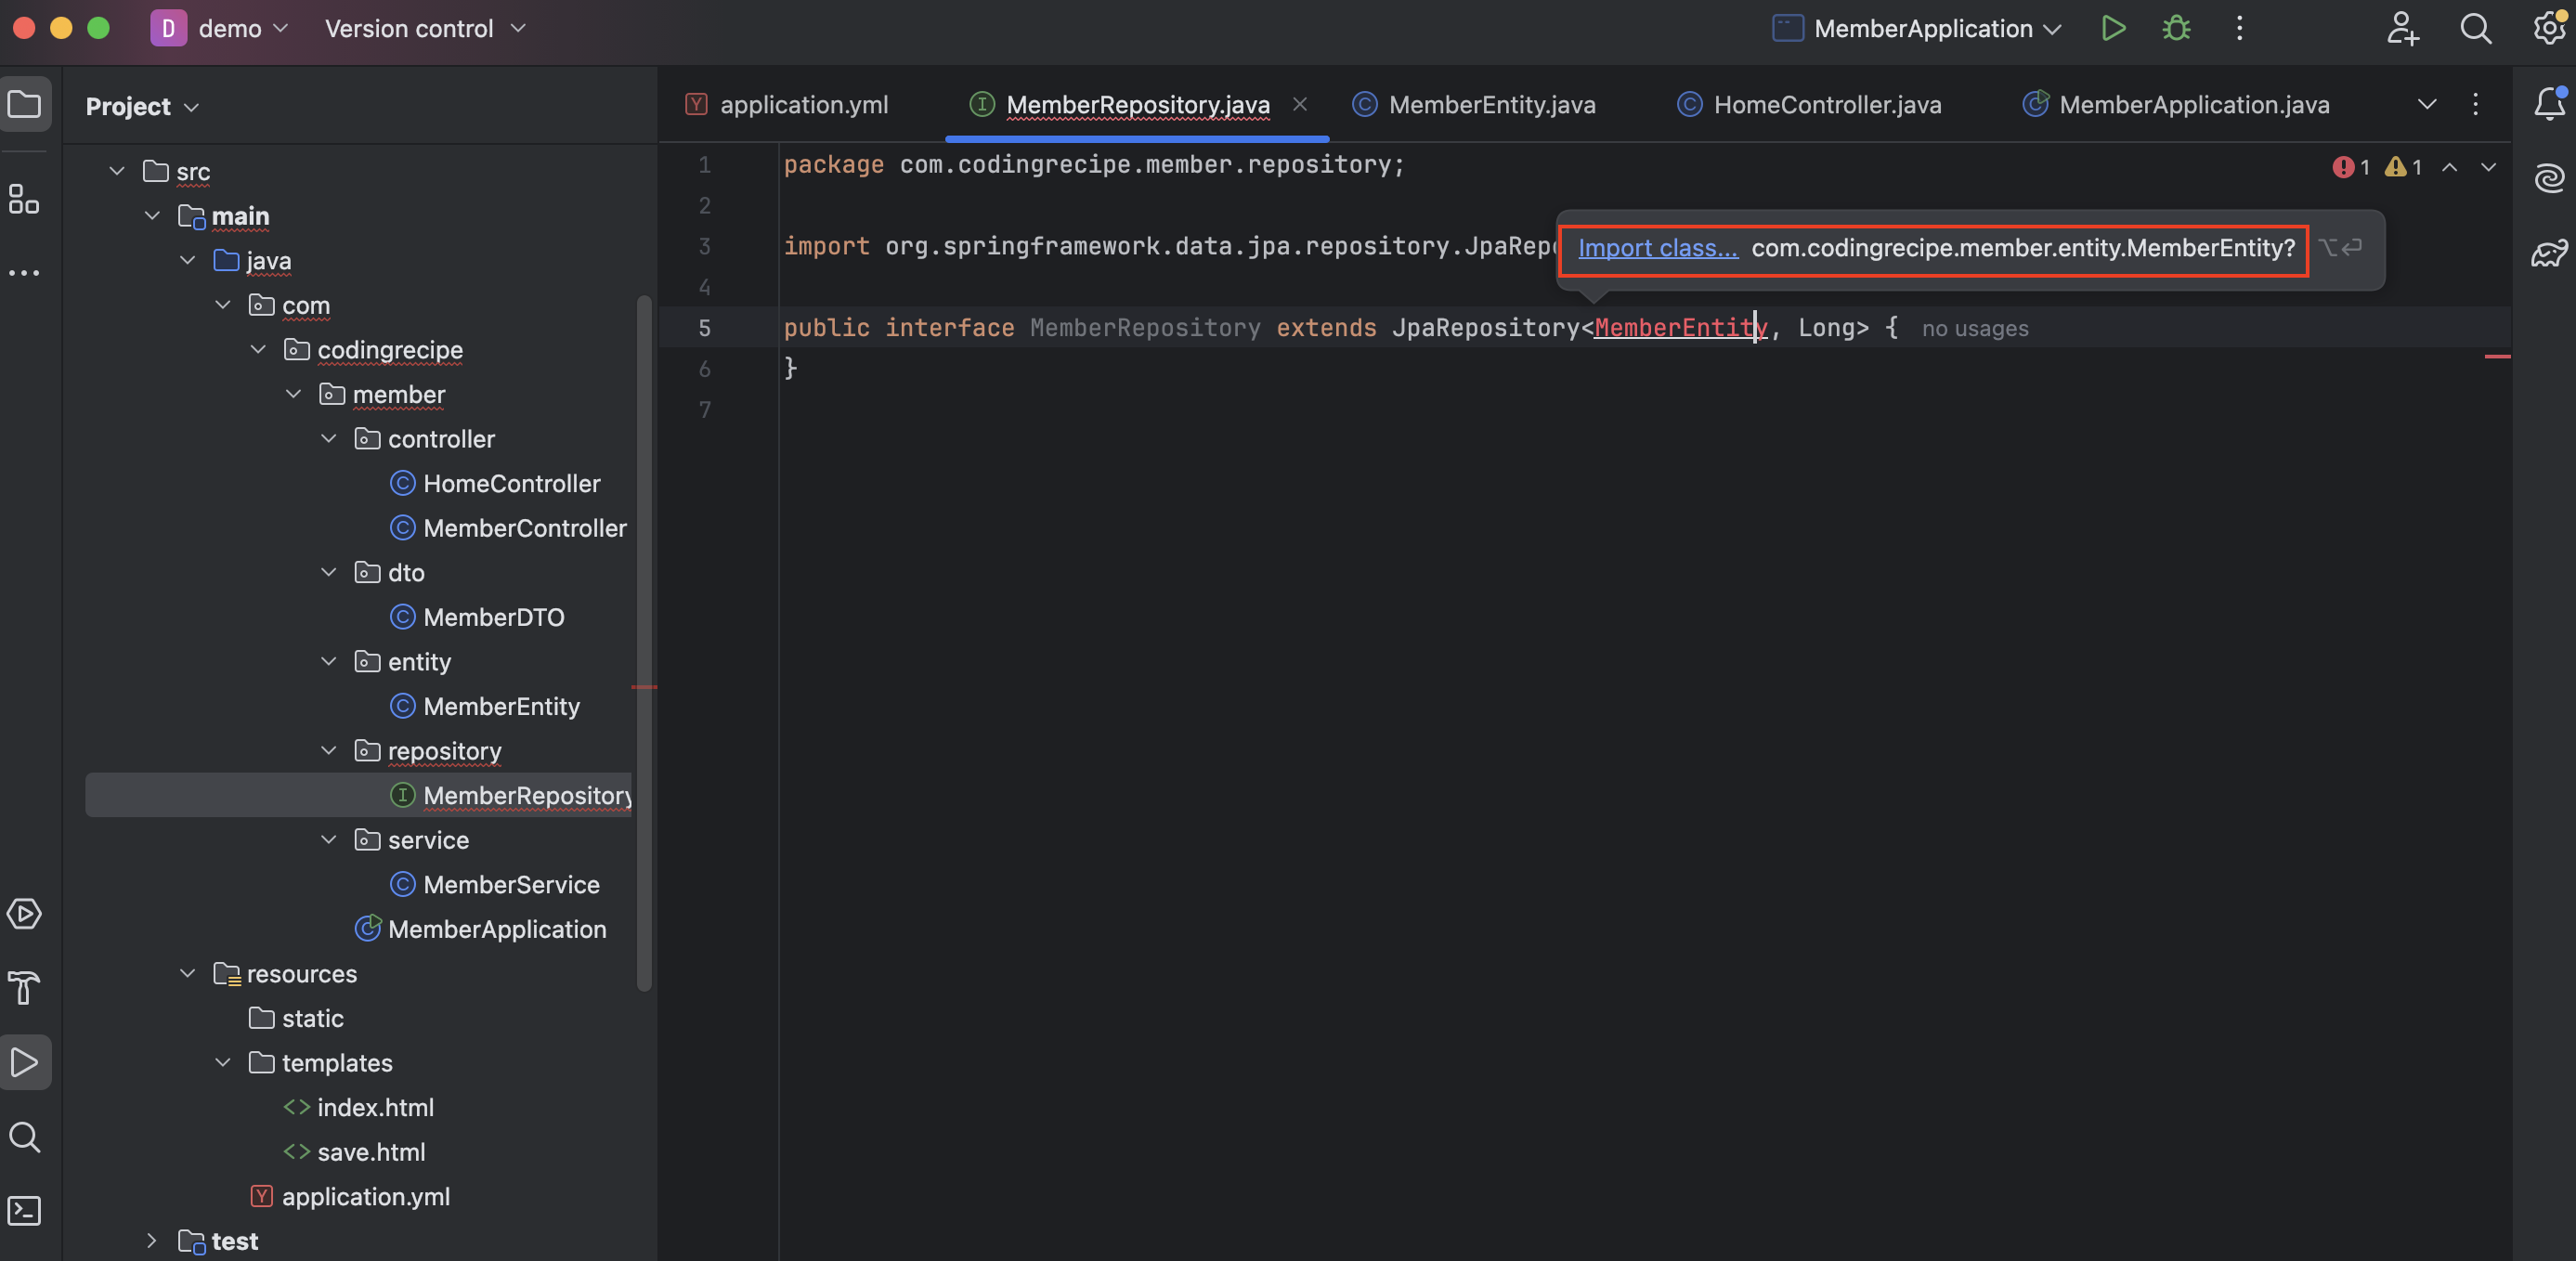 D demo Version control MemberApplication
Project
application.yml MemberRepository.java MemberEntity.java HomeController.java MemberApplication.java
src
main
java
com
codingrecipe
member
controller
HomeController
MemberController
dto
MemberDTO
entity
MemberEntity
repository
MemberRepository
service
MemberService
MemberApplication
resources
static
templates
index.html
save.html
application.yml
test
1 package com.codingrecipe.member.repository;
1 1
2
3 import org.springframework.data.jpa.repository.JpaRepo
Import class... com.codingrecipe.member.entity.MemberEntity? ⌥⏎
4
5 public interface MemberRepository extends JpaRepository<MemberEntity, Long> { no usages
6 }
7